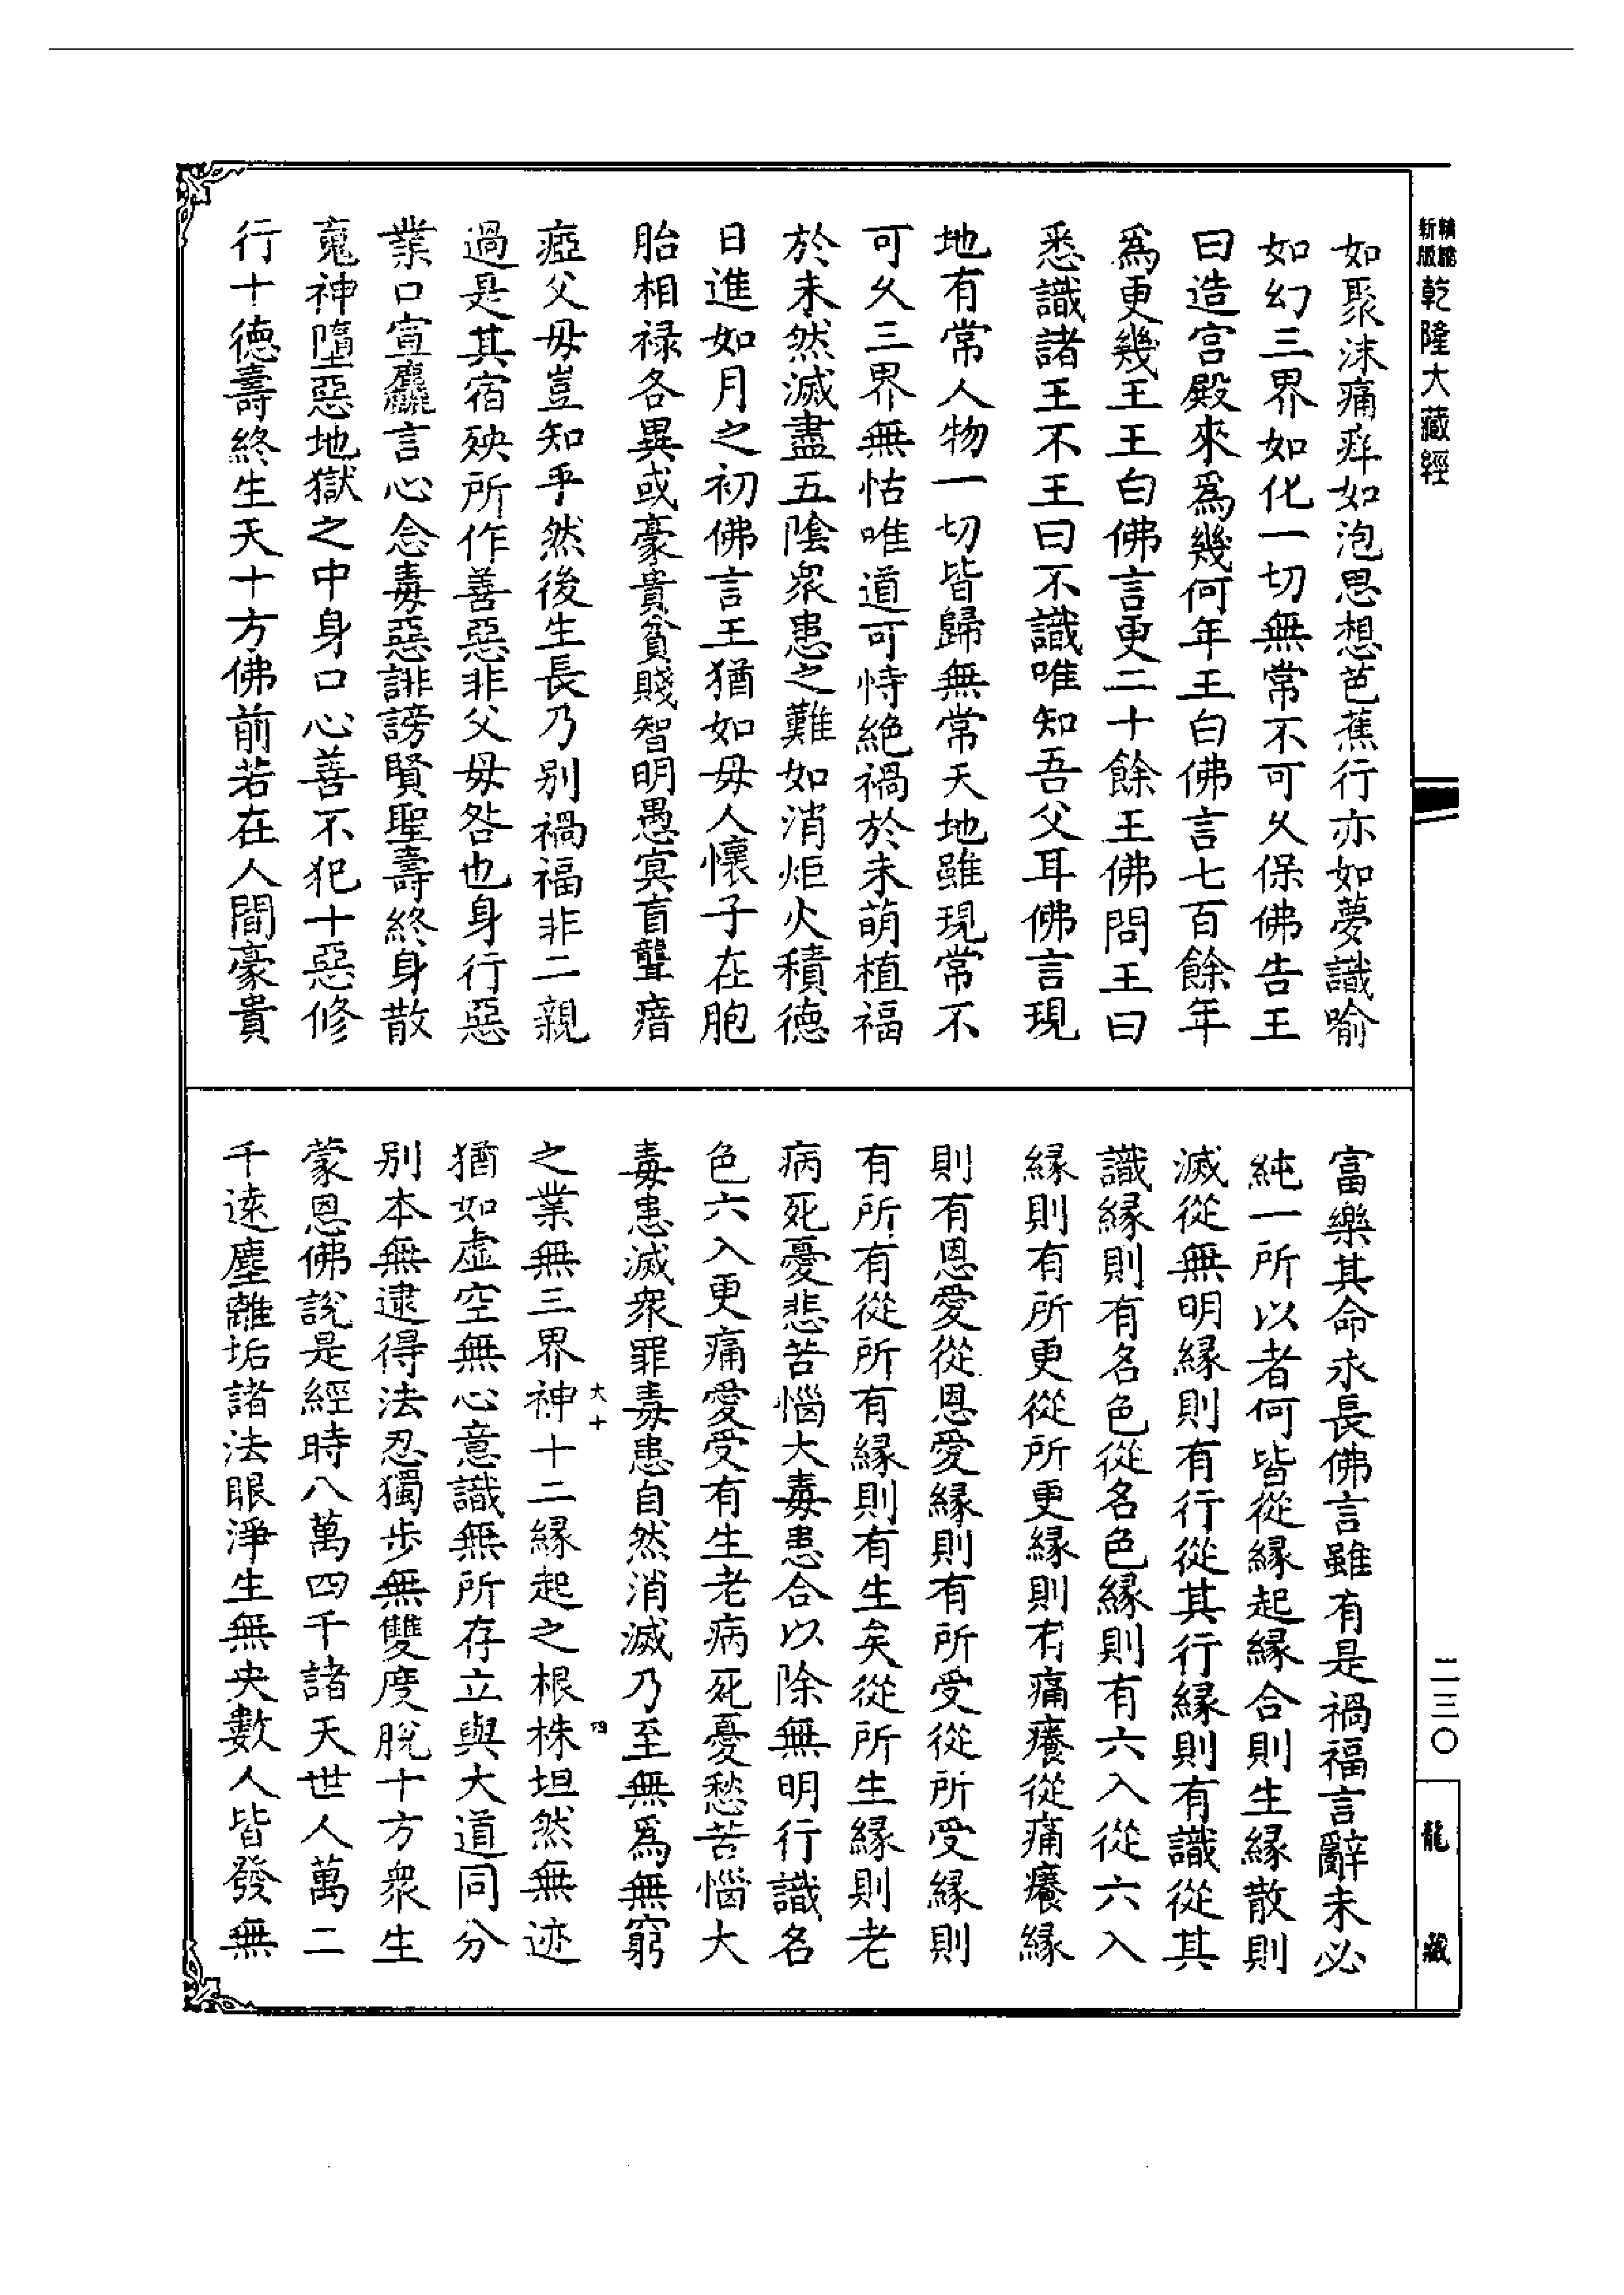 精縮新版乾隆大藏經
二三〇
龍藏
如聚沫痛痒如泡思想芭蕉行亦如夢識喻
如幻三界如化一切無常不可久保佛告王
曰造宫殿來爲幾何年王白佛言七百餘年
爲更幾王王白佛言更二十餘王佛問王曰
悉識諸王不王曰不識唯知吾父耳佛言現
地有常人物一切皆歸無常天地雖現常不
可久三界無怙唯道可恃絶禍於未萌植福
於未然滅盡五陰衆患之難如消炬火積德
日進如月之初佛言王猶如母人懷子在胞
胎相禄各異或豪貴貧賤智明愚冥盲聾瘖
瘂父母豈知乎然後生長乃别禍福非二親
過是其宿殃所作善惡非父母咎也身行惡
業口宣麤言心念毒惡誹謗賢聖壽終身散
䰟神墮惡地獄之中身口心善不犯十惡修
行十德壽終生天十方佛前若在人間豪貴
富樂其命永長佛言雖有是禍福言辭未必
純一所以者何皆從緣起緣合則生緣散則
滅從無明緣則有行從其行緣則有識從其
識緣則有名色從名色緣則有六入從六入
緣則有所更從所更緣則有痛癢從痛癢緣
則有恩愛從恩愛緣則有所受從所受緣則
有所有從所有緣則有生矣從所生緣則老
病死憂悲苦惱大毒患合以除無明行識名
色六入更痛愛受有生老病死憂愁苦惱大
毒患滅衆罪毒患自然消滅乃至無爲無窮
之業無三界神十二緣起之根株坦然無迹
大十
四
猶如虚空無心意識無所存立與大道同分
别本無逮得法忍獨步無雙度脫十方衆生
蒙恩佛說是經時八萬四千諸天世人萬二
千遠塵離垢諸法眼淨生無央數人皆發無